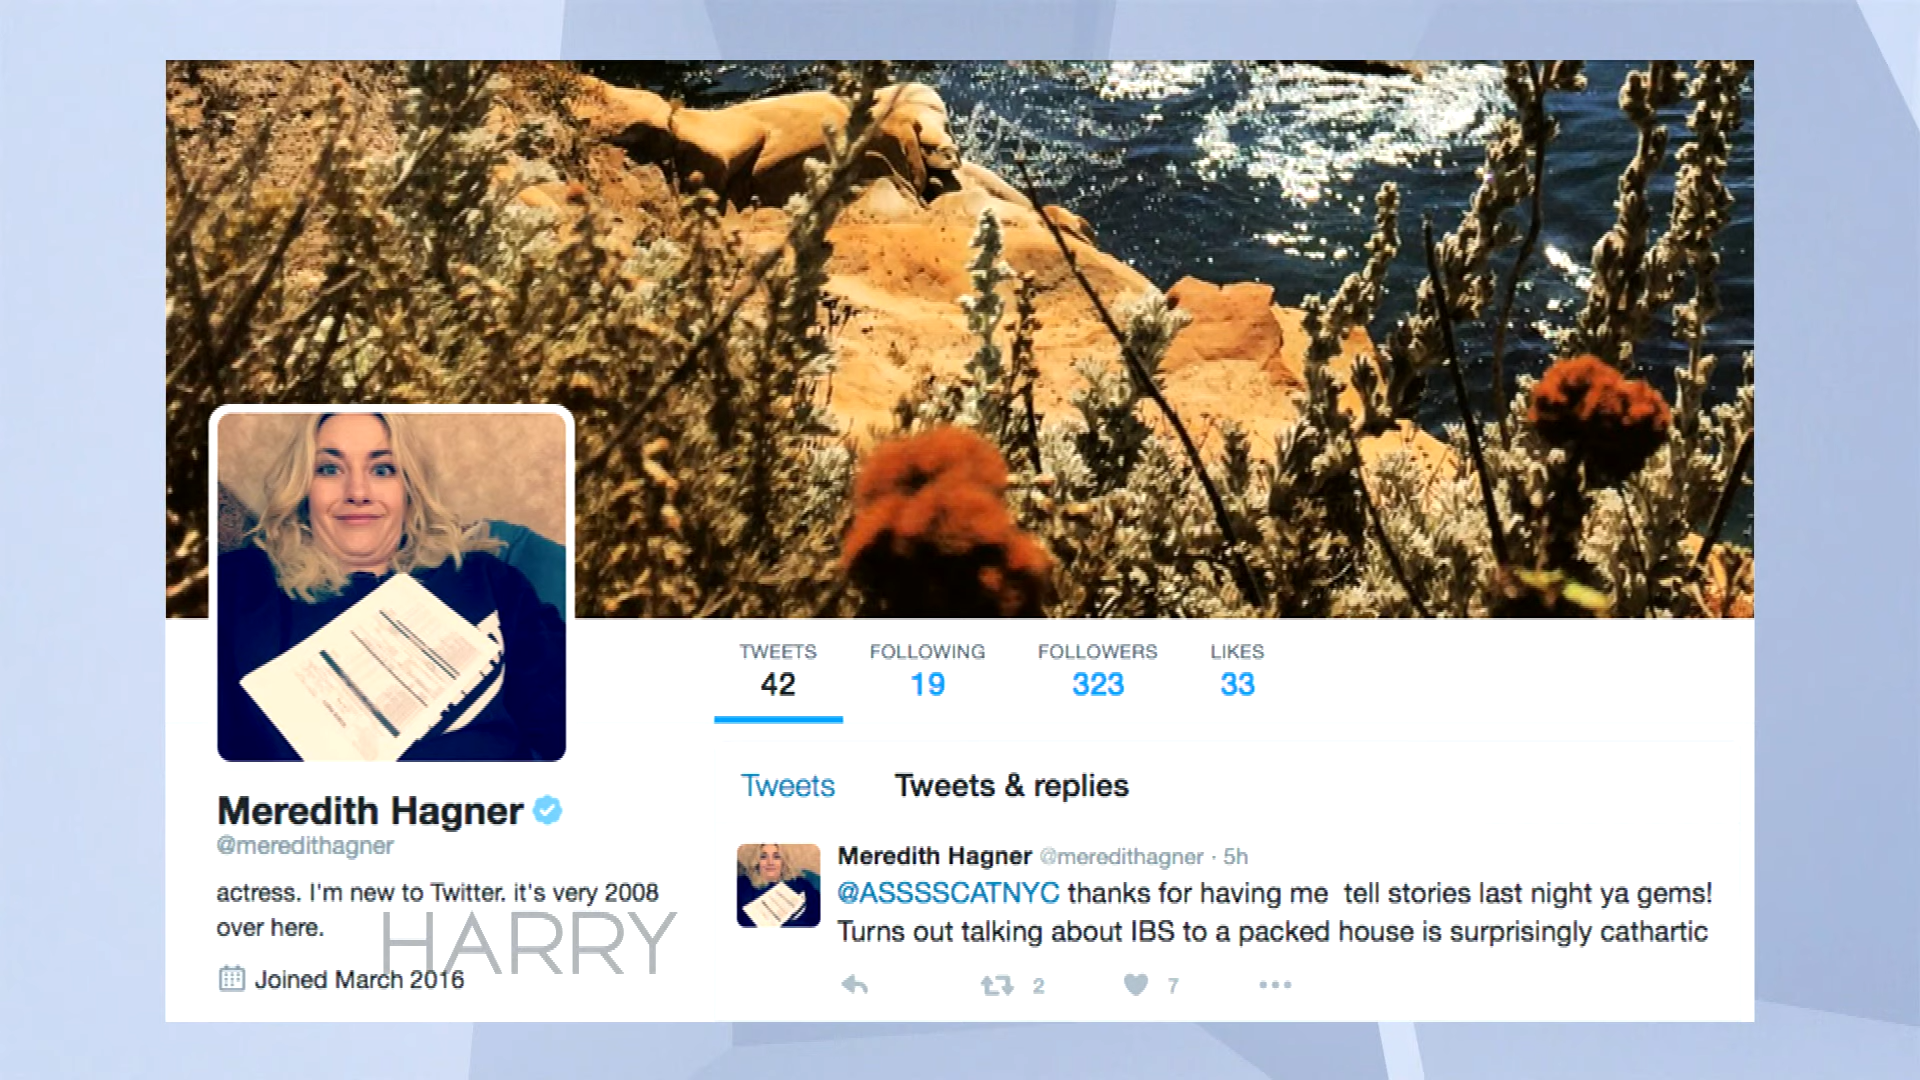 TWEETS FOLLOWING FOLLOWERS LIKES
42 19 323 33
Tweets Tweets & replies
Meredith Hagner
@meredithagner
actress. I'm new to Twitter. it's very 2008
over here.
Joined March 2016
HARRY
Meredith Hagner @meredithagner · 5h
@ASSSSCATNYC thanks for having me tell stories last night ya gems!
Turns out talking about IBS to a packed house is surprisingly cathartic
2 7